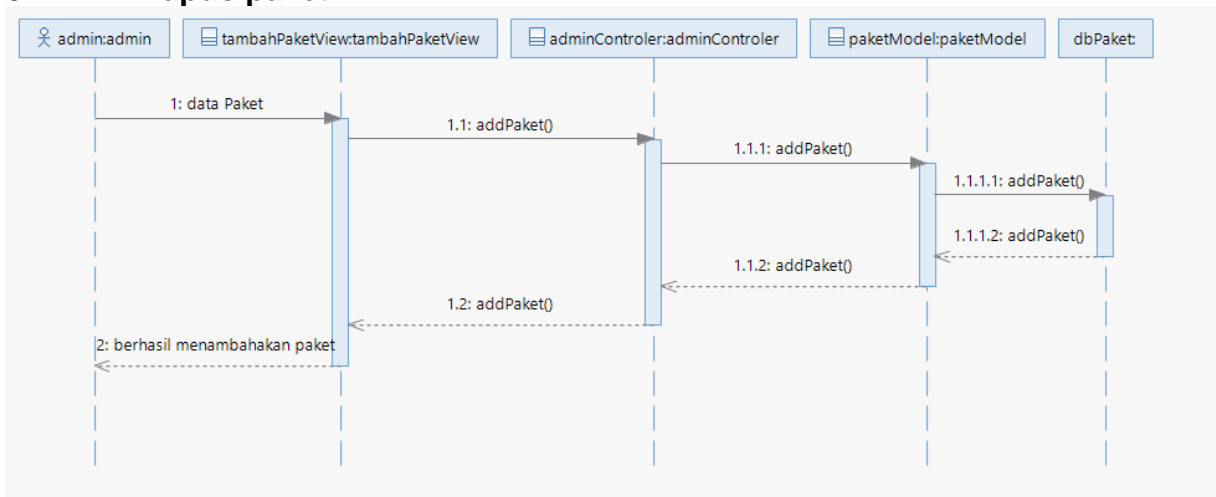 admin:admin
tambahPaketView:tambahPaketView
adminControler:adminControler
paketModel:paketModel
dbPaket:
1: data Paket
1.1: addPaket()
1.1.1: addPaket()
1.1.1.1: addPaket()
1.1.1.2: addPaket()
1.1.2: addPaket()
1.2: addPaket()
2: berhasil menambahakan paket